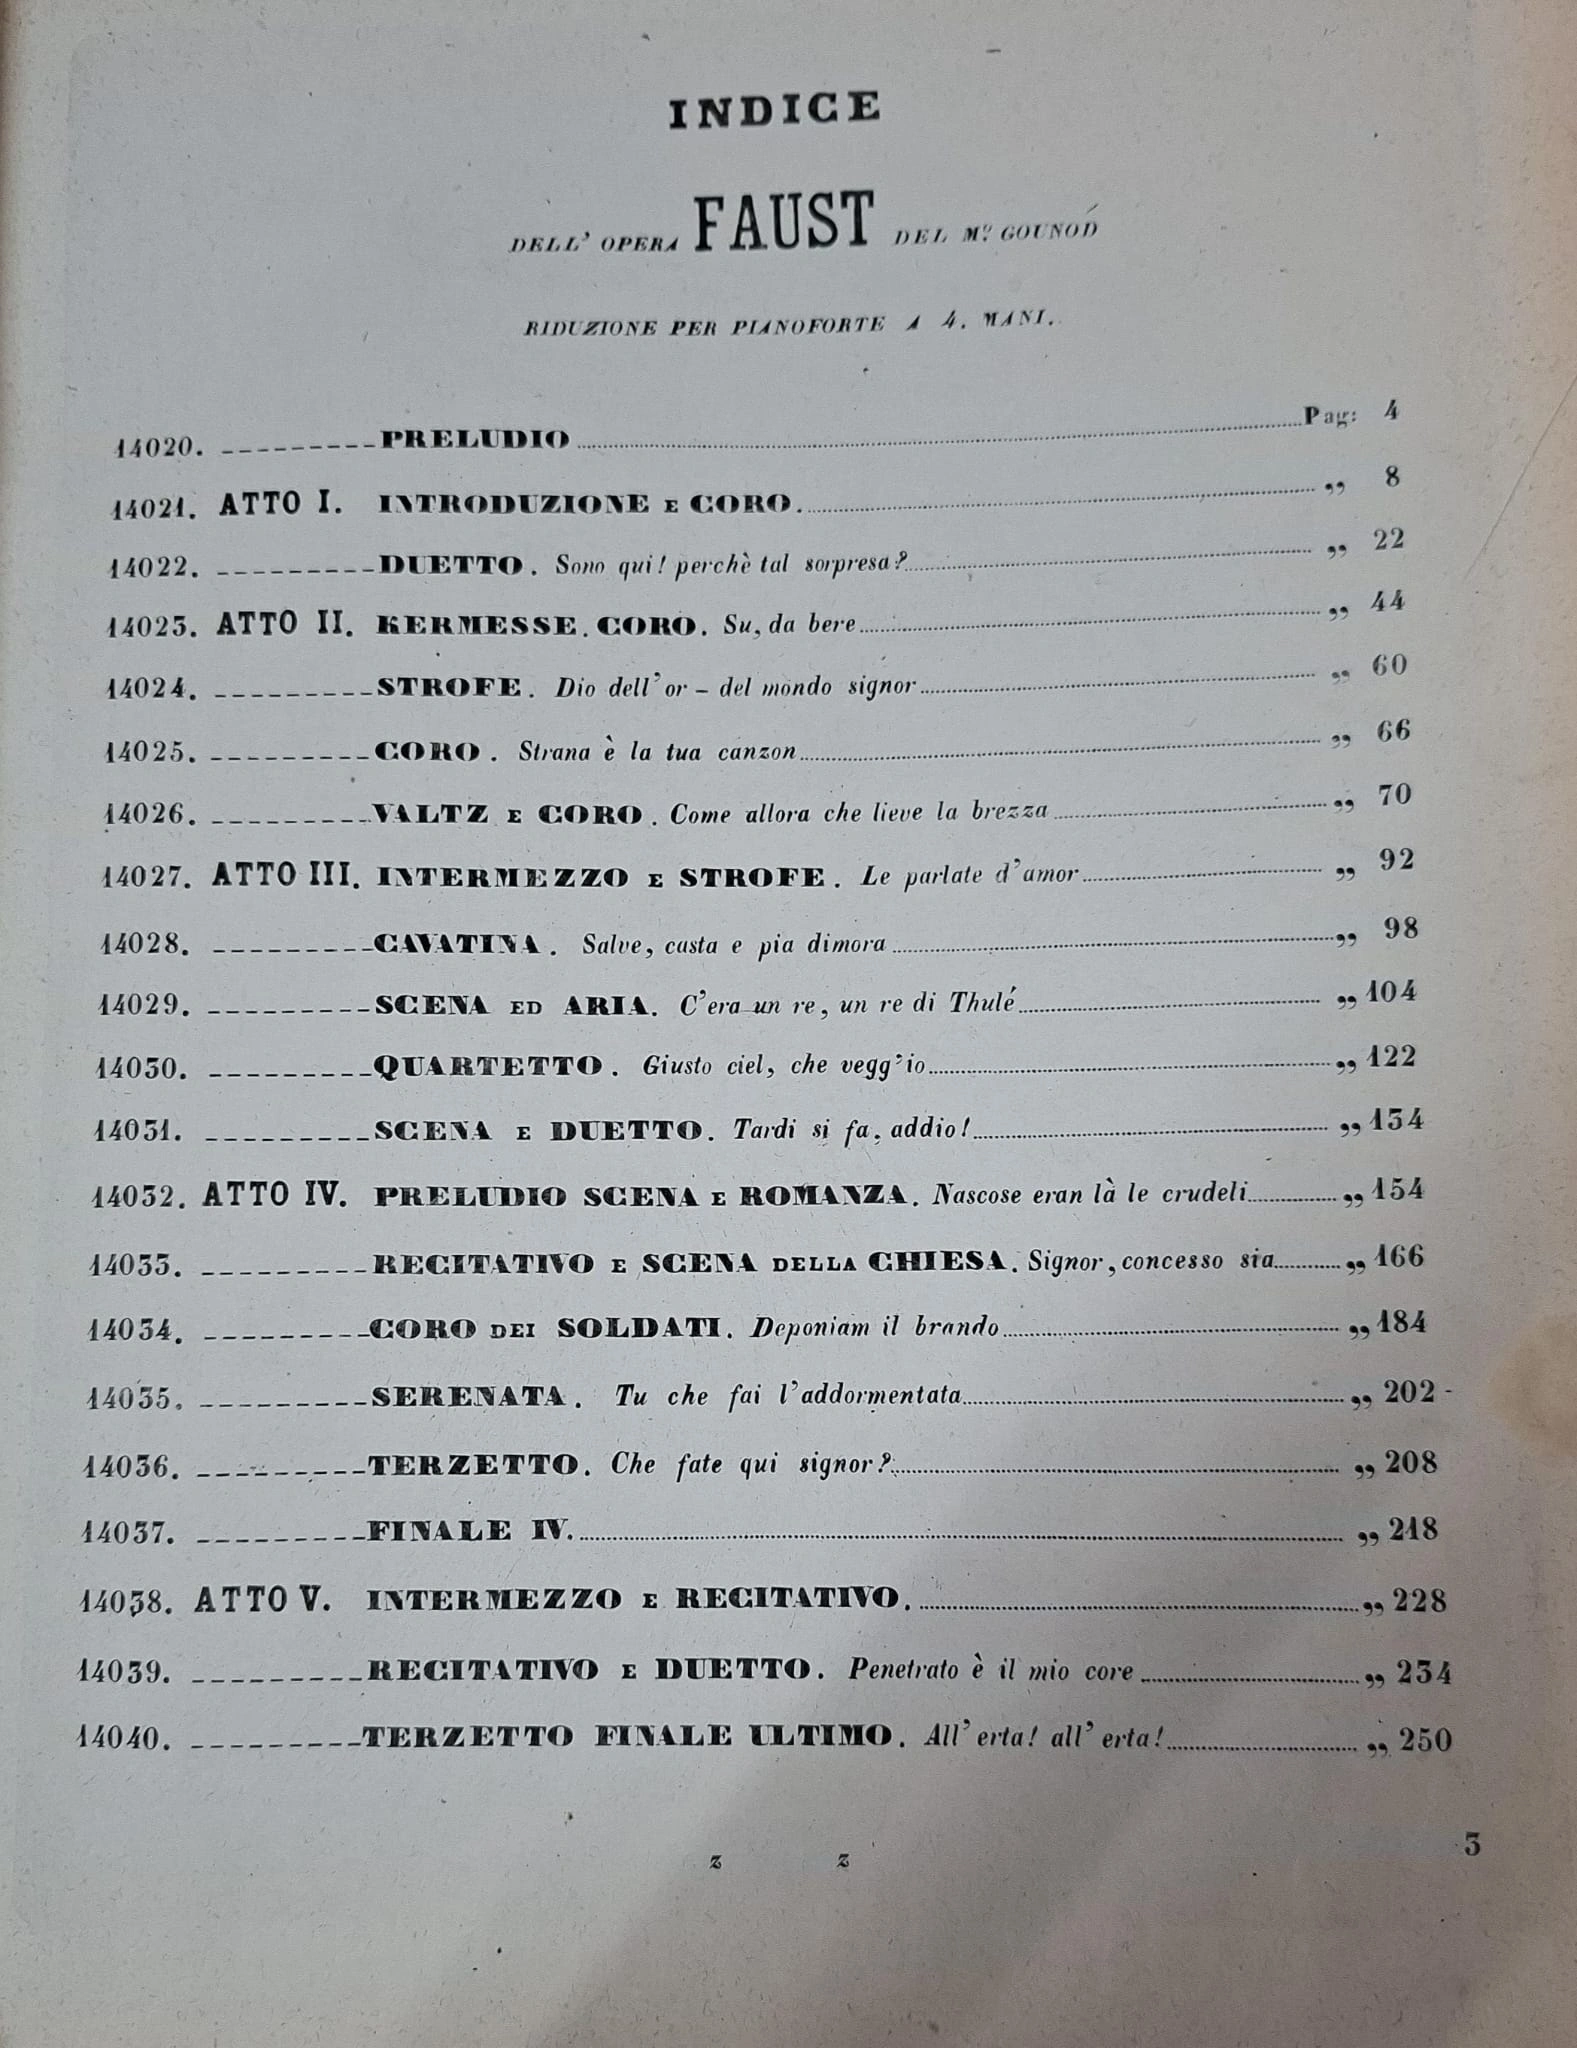 INDICE
DELL' OPERA FAUST DEL Mº. GOUNOD
RIDUZIONE PER PIANOFORTE A 4. MANI.
14020. PRELUDIO Pag: 4
14021. ATTO I. INTRODUZIONE E CORO. „ 8
14022. DUETTO. Sono qui! perchè tal sorpresa? „ 22
14023. ATTO II. KERMESSE. CORO. Su, da bere „ 44
14024. STROFE. Dio dell' or – del mondo signor „ 60
14025. CORO. Strana è la tua canzon „ 66
14026. VALTZ E CORO. Come allora che lieve la brezza „ 70
14027. ATTO III. INTERMEZZO E STROFE. Le parlate d'amor „ 92
14028. CAVATINA. Salve, casta e pia dimora „ 98
14029. SCENA ED ARIA. C'era un re, un re di Thulé „ 104
14030. QUARTETTO. Giusto ciel, che vegg'io „ 122
14031. SCENA E DUETTO. Tardi si fa, addio! „ 134
14032. ATTO IV. PRELUDIO SCENA E ROMANZA. Nascose eran là le crudeli „ 154
14033. RECITATIVO E SCENA DELLA CHIESA. Signor, concesso sia „ 166
14034. CORO DEI SOLDATI. Deponiam il brando „ 184
14035. SERENATA. Tu che fai l'addormentata „ 202
14036. TERZETTO. Che fate qui signor? „ 208
14037. FINALE IV. „ 218
14038. ATTO V. INTERMEZZO E RECITATIVO. „ 228
14039. RECITATIVO E DUETTO. Penetrato è il mio core „ 234
14040. TERZETTO FINALE ULTIMO. All' erta! all' erta! „ 250
z z 3